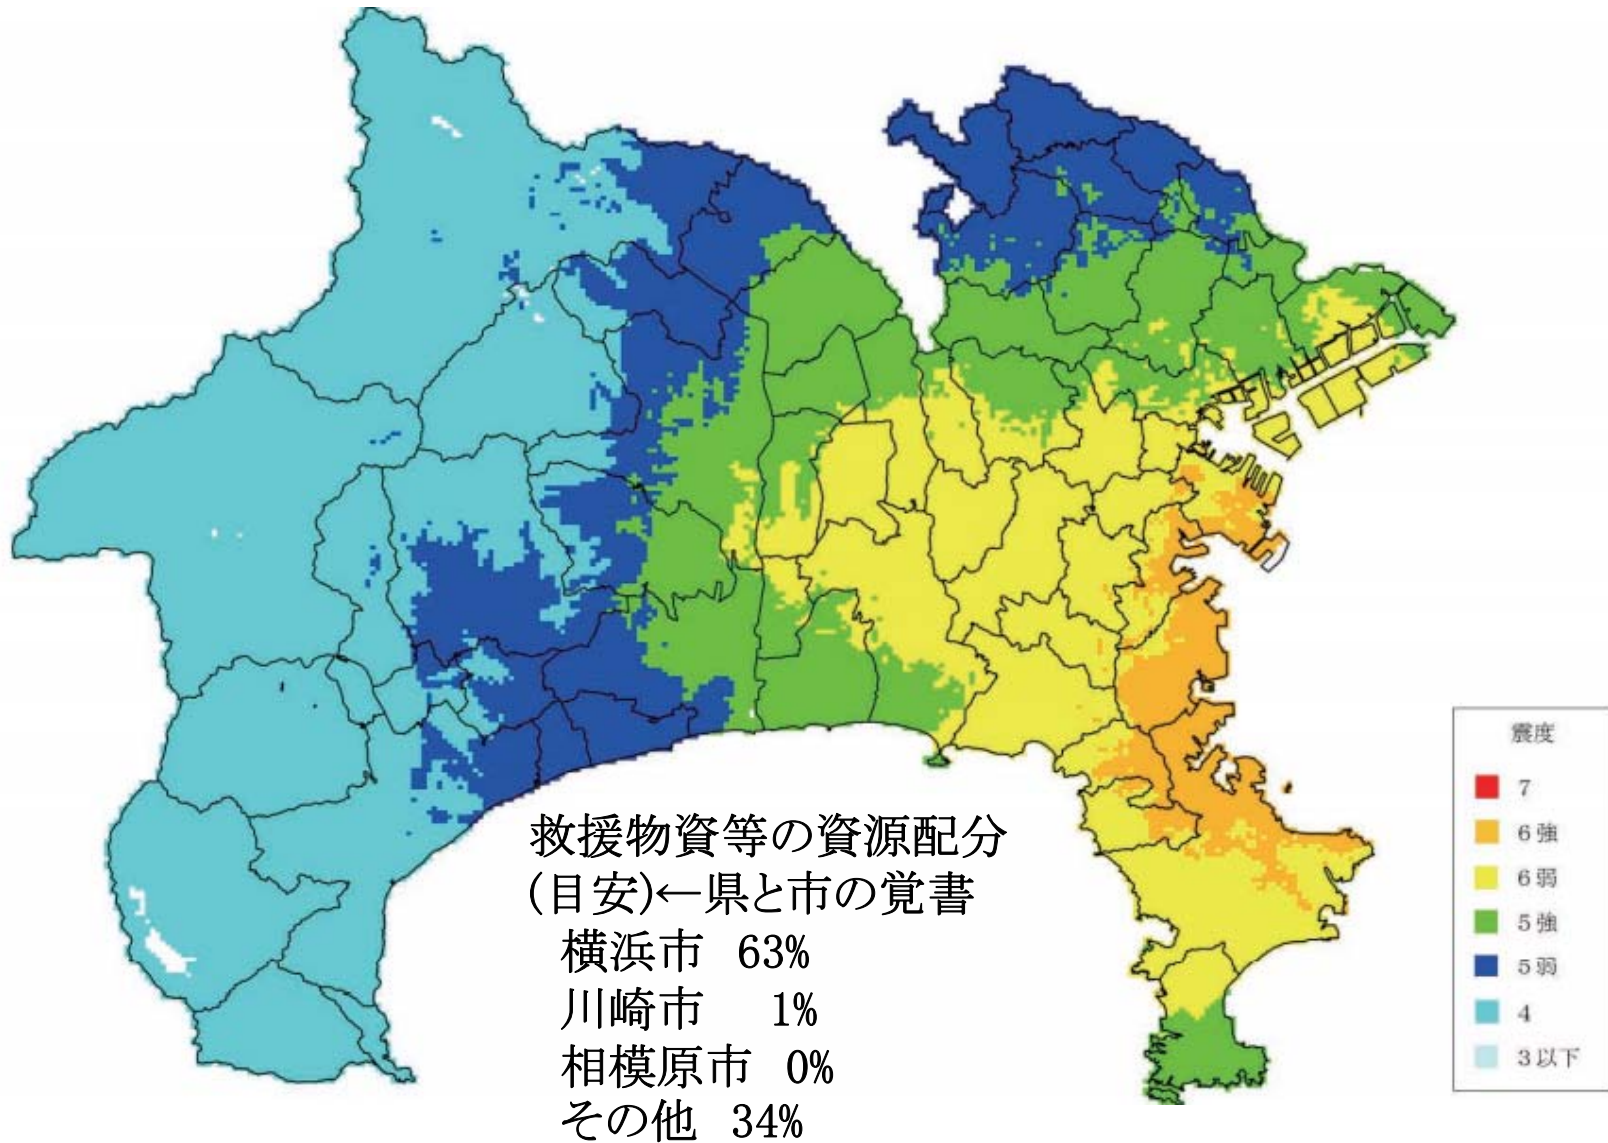 救援物資等の資源配分
(目安)←県と市の覚書
横浜市 63%
川崎市 1%
相模原市 0%
その他 34%
震度
7
6強
6弱
5強
5弱
4
3以下